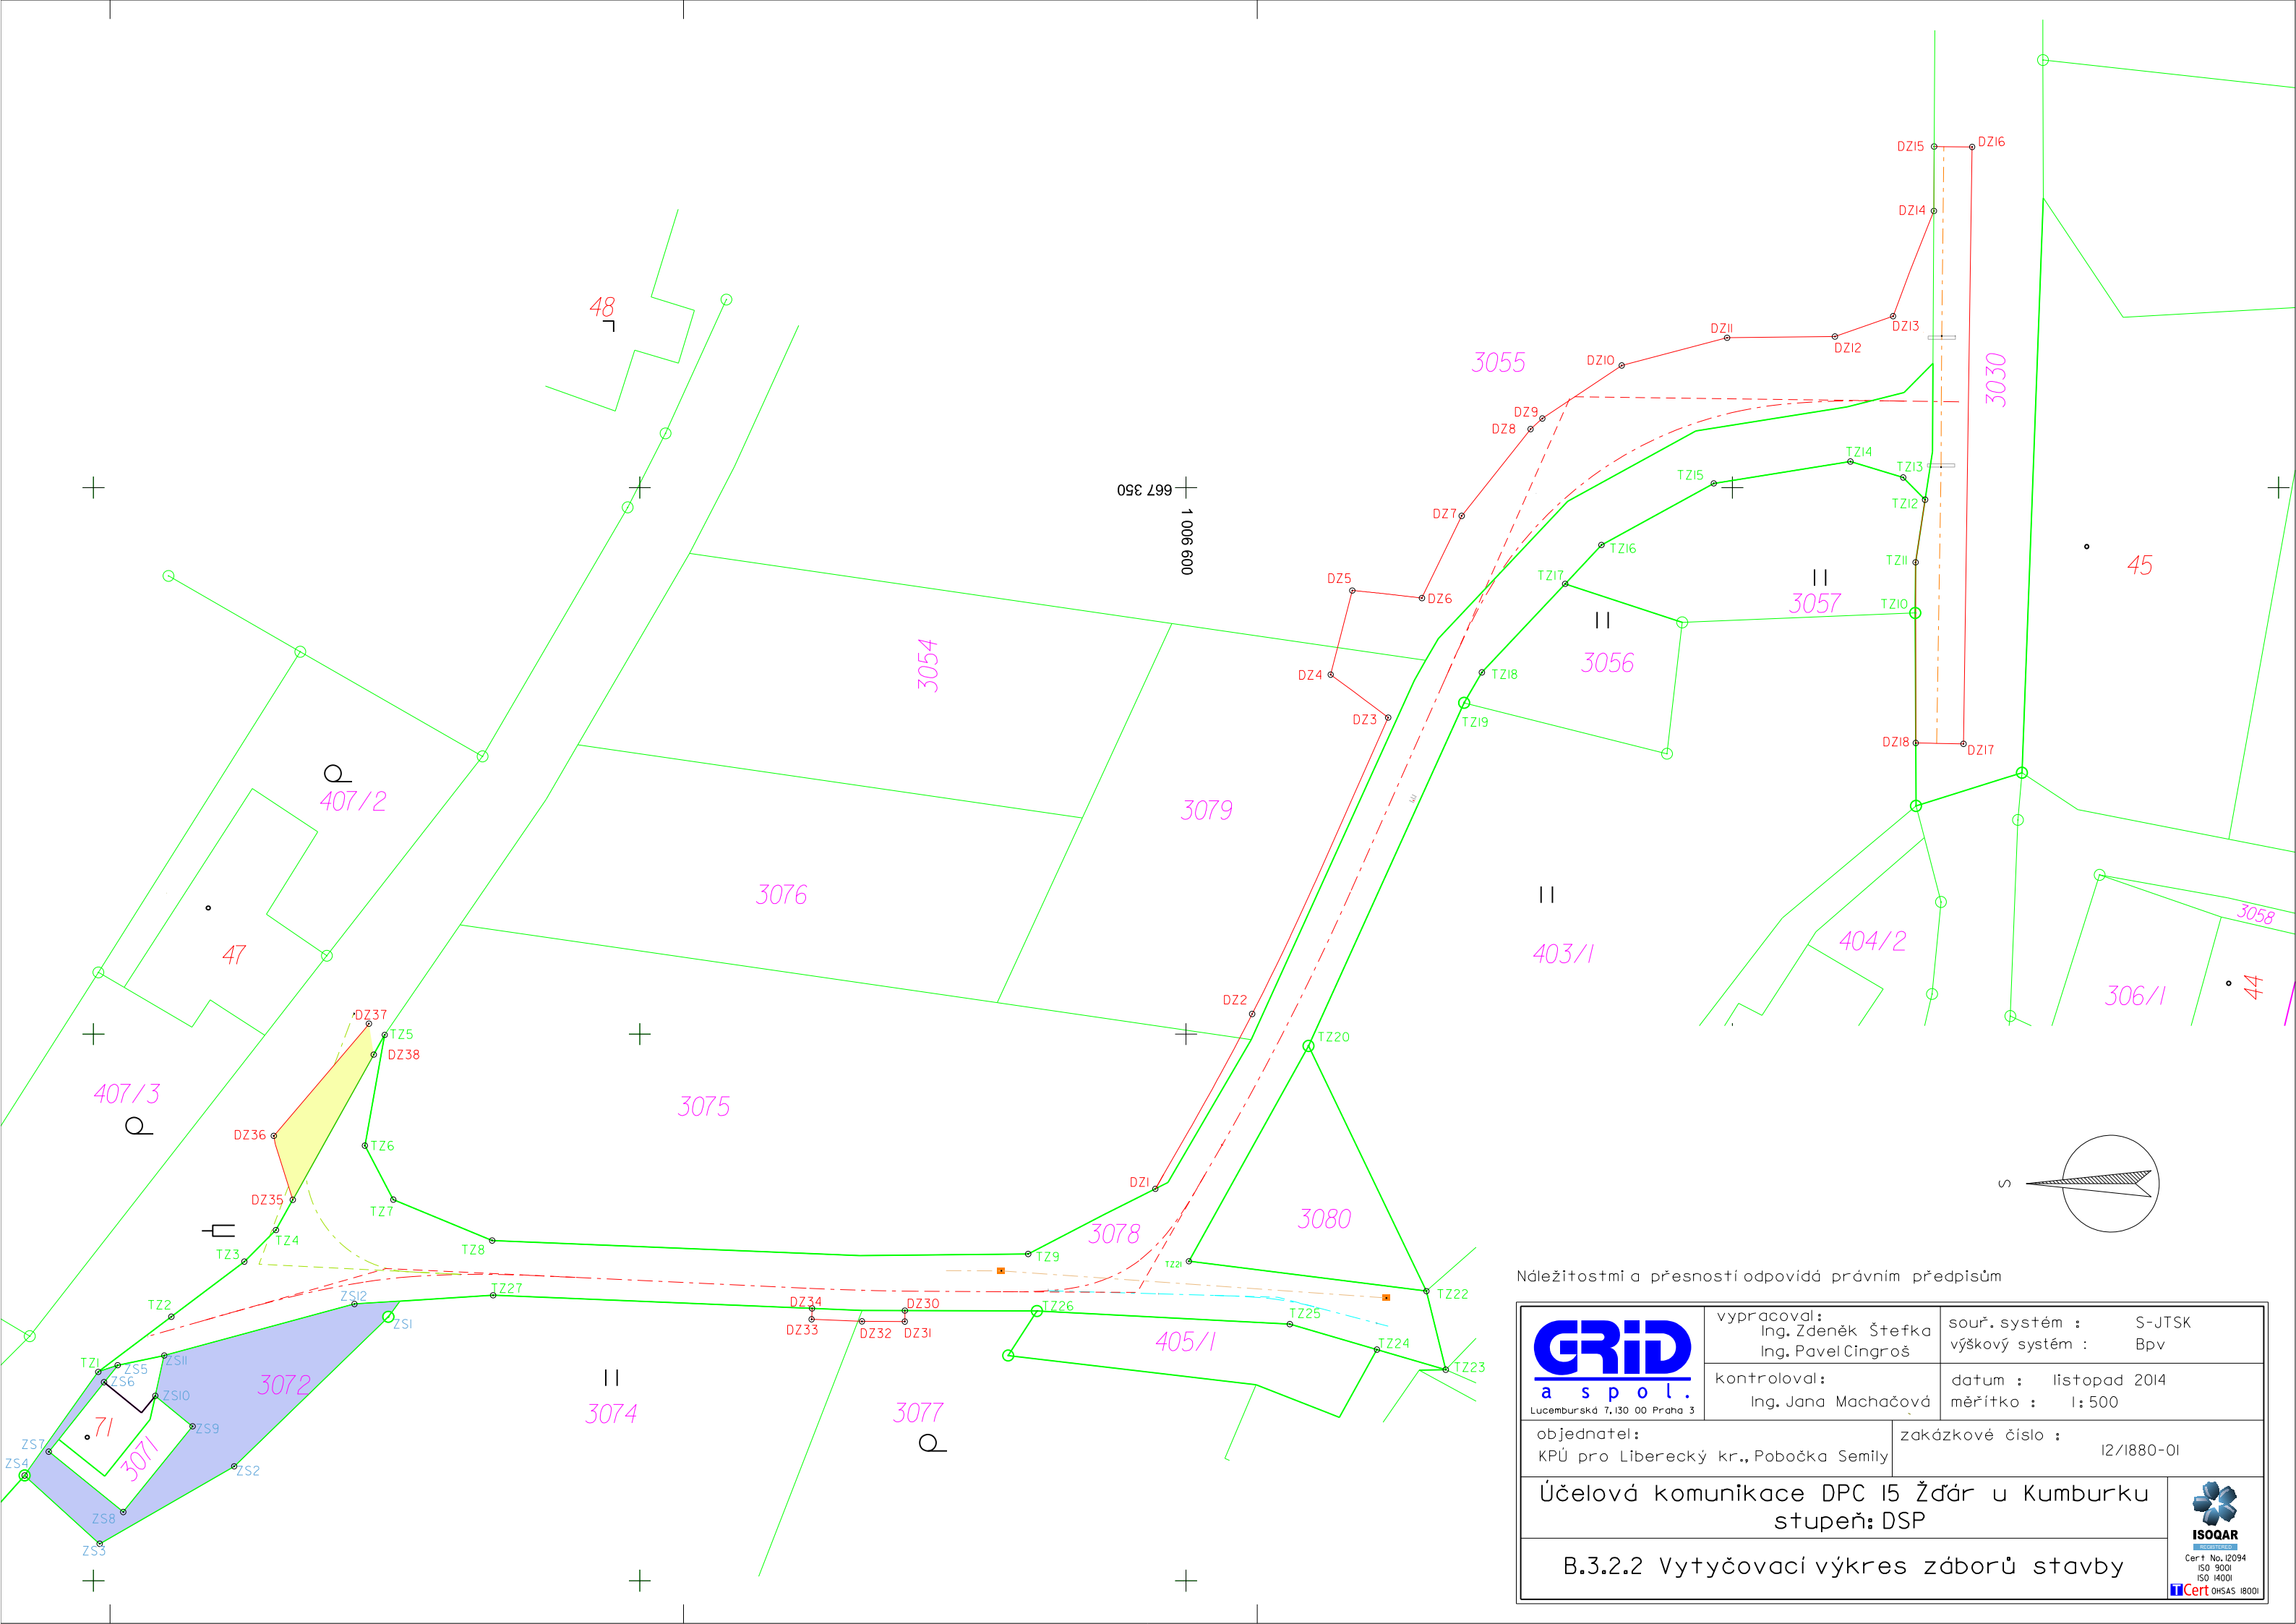 DZ15
DZ16
DZ14
DZ13
DZ11
DZ12
DZ10
48
3055
3030
DZ9
DZ8
TZ14
TZ13
TZ15
667 350
TZ12
DZ7
1 006 600
TZ16
TZ11
45
DZ5
TZ17
DZ6
3057
TZ10
3054
3056
DZ4
TZ18
DZ3
TZ19
DZ18
DZ17
407/2
3079
3076
3058
404/2
47
403/1
306/1
44
DZ2
DZ37
TZ5
TZ20
DZ38
407/3
3075
DZ36
TZ6
S
DZ1
DZ35
TZ7
3080
TZ4
3078
TZ8
TZ3
TZ9
TZ21
TZ22
ZS12
TZ27
DZ34
DZ30
TZ26
TZ2
ZS1
DZ33
DZ32
DZ31
TZ25
405/1
TZ24
ZS11
TZ1
ZS5
TZ23
ZS6
3072
ZS10
3074
3077
71
ZS9
ZS7
3071
ZS4
ZS2
ZS8
ZS3
Náležitostmi a přesností odpovídá právním předpisům
GRID
a spol.
Lucemburská 7, 130 00 Praha 3
vypracoval:
Ing. Zdeněk Štefka
Ing. Pavel Cingroš
souř. systém : S-JTSK
výškový systém : Bpv
kontroloval:
Ing. Jana Machačová
datum : listopad 2014
měřítko : 1:500
objednatel:
KPÚ pro Liberecký kr., Pobočka Semily
zakázkové číslo :
12/1880-01
Účelová komunikace DPC 15 Žďár u Kumburku
stupeň: DSP
B.3.2.2 Vytyčovací výkres záborů stavby
ISOQAR
REGISTERED
Cert No. 12094
ISO 9001
ISO 14001
TCert OHSAS 18001